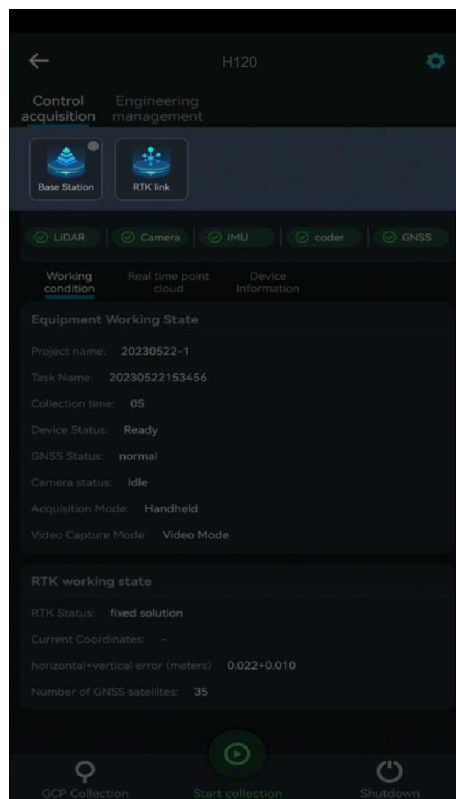 H120
Control acquisition
Engineering management
Base Station
RTK link
LiDAR
Camera
IMU
coder
GNSS
Working condition
Real time point cloud
Device Information
Equipment Working State
Project name: 20230522-1
Task Name: 20230522153456
Collection time: 0S
Device Status: Ready
GNSS Status: normal
Camera status: Idle
Acquisition Mode: Handheld
Video Capture Mode: Video Mode
RTK working state
RTK Status: fixed solution
Current Coordinates: -
horizontal+vertical error (meters) 0.022+0.010
Number of GNSS satellites: 35
GCP Collection
Start collection
Shutdown